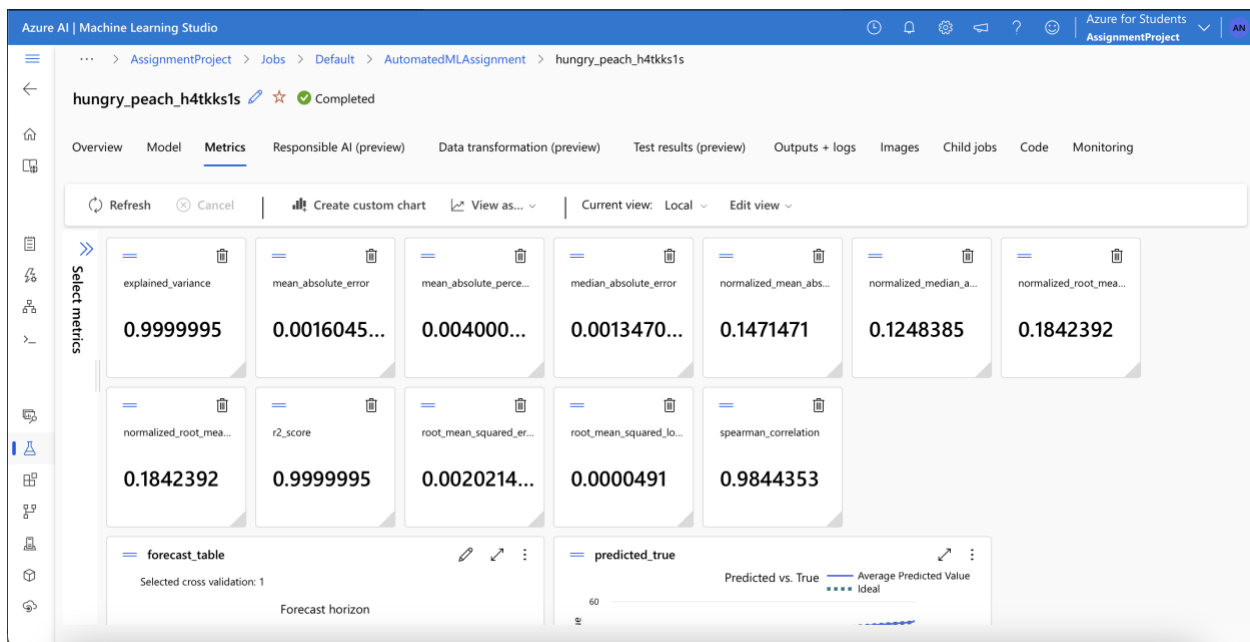 Azure AI | Machine Learning Studio
Azure for Students
AssignmentProject
AN
··· > AssignmentProject > Jobs > Default > AutomatedMLAssignment > hungry_peach_h4tkks1s
hungry_peach_h4tkks1s Completed
Overview Model Metrics Responsible AI (preview) Data transformation (preview) Test results (preview) Outputs + logs Images Child jobs Code Monitoring
Refresh Cancel Create custom chart View as... Current view: Local Edit view
Select metrics
explained_variance
0.9999995
mean_absolute_error
0.0016045...
mean_absolute_perce...
0.004000...
median_absolute_error
0.0013470...
normalized_mean_abs...
0.1471471
normalized_median_a...
0.1248385
normalized_root_mea...
0.1842392
normalized_root_mea...
0.1842392
r2_score
0.9999995
root_mean_squared_er...
0.0020214...
root_mean_squared_lo...
0.0000491
spearman_correlation
0.9844353
forecast_table
Selected cross validation: 1
Forecast horizon
predicted_true
Predicted vs. True
Average Predicted Value
Ideal
60